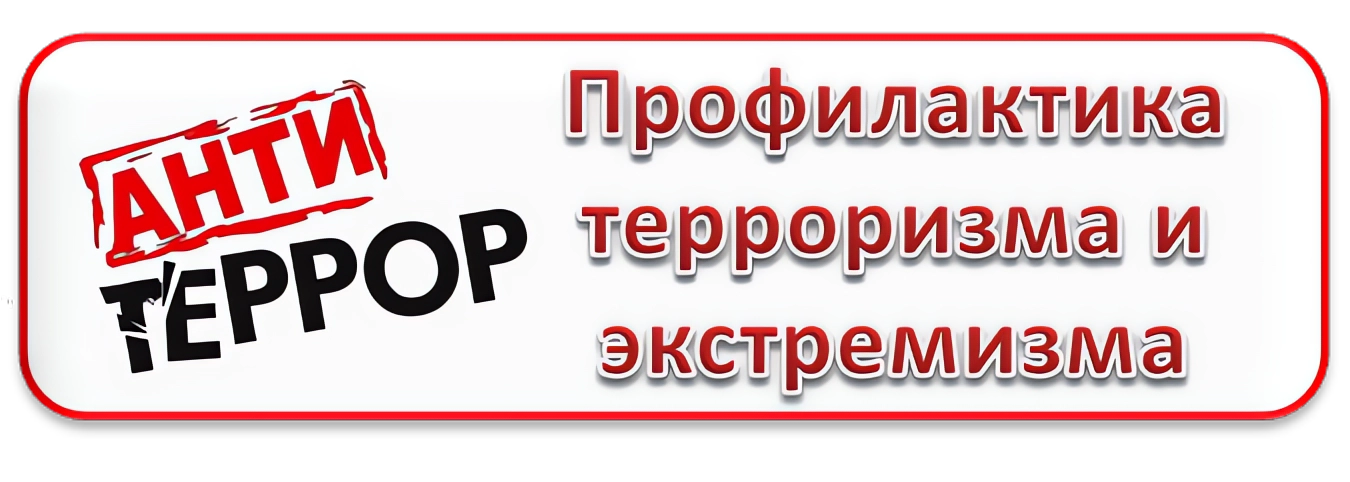 АНТИ
ТЕРРОР
Профилактика
терроризма и
экстремизма